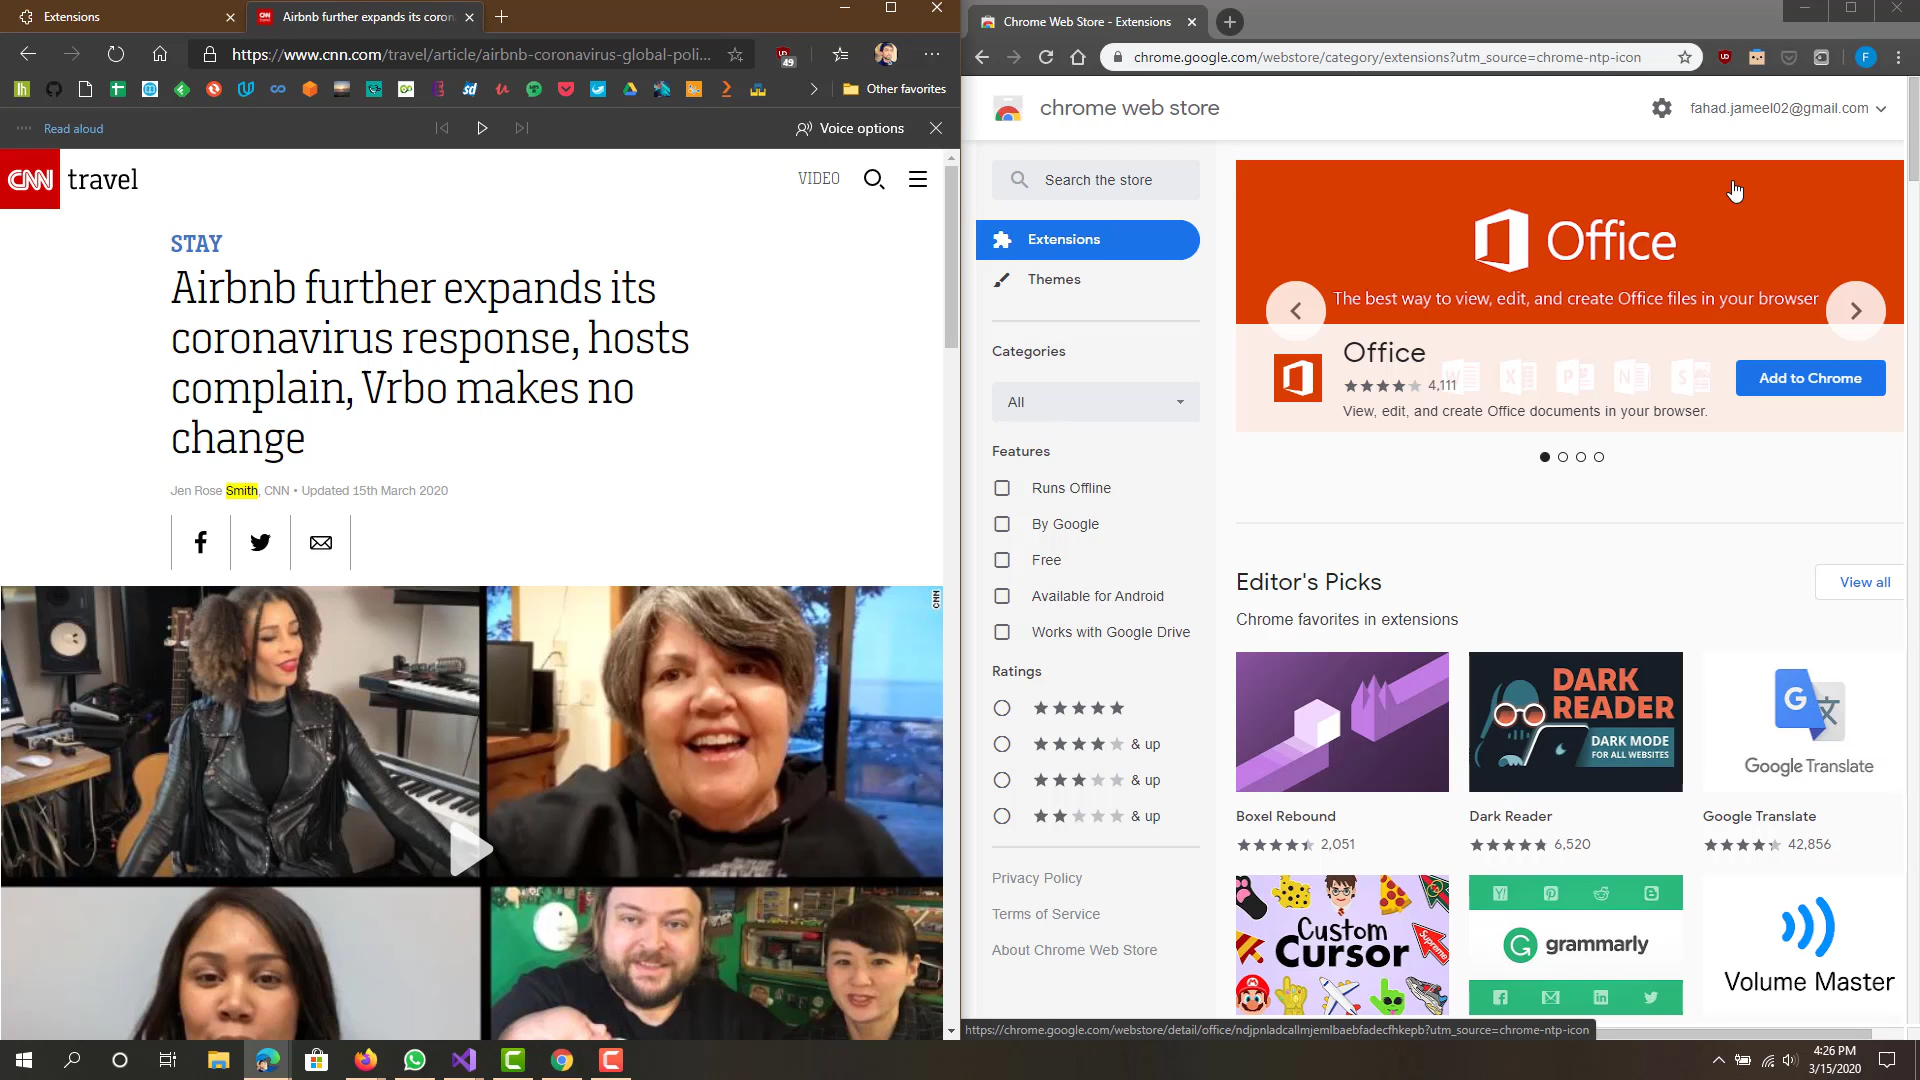 Extensions
Airbnb further expands its coron
https://www.cnn.com/travel/article/airbnb-coronavirus-global-poli...
49
Other favorites
Read aloud
Voice options
CNN travel
VIDEO
STAY
Airbnb further expands its
coronavirus response, hosts
complain, Vrbo makes no
change
Jen Rose Smith, CNN • Updated 15th March 2020
CNN
Chrome Web Store - Extensions
chrome.google.com/webstore/category/extensions?utm_source=chrome-ntp-icon
F
chrome web store
fahad.jameel02@gmail.com
Search the store
Extensions
Themes
Categories
All
Features
Runs Offline
By Google
Free
Available for Android
Works with Google Drive
Ratings
& up
& up
& up
Privacy Policy
Terms of Service
About Chrome Web Store
Office
The best way to view, edit, and create Office files in your browser
Office
4,111
View, edit, and create Office documents in your browser.
Add to Chrome
Editor's Picks
View all
Chrome favorites in extensions
DARK
READER
DARK MODE
FOR ALL WEBSITES
Google Translate
Boxel Rebound
2,051
Dark Reader
6,520
Google Translate
42,856
Custom
Cursor
Supreme
grammarly
Volume Master
https://chrome.google.com/webstore/detail/office/ndjpnladcallmjemlbaebfadecfhkepb?utm_source=chrome-ntp-icon
4:26 PM
3/15/2020